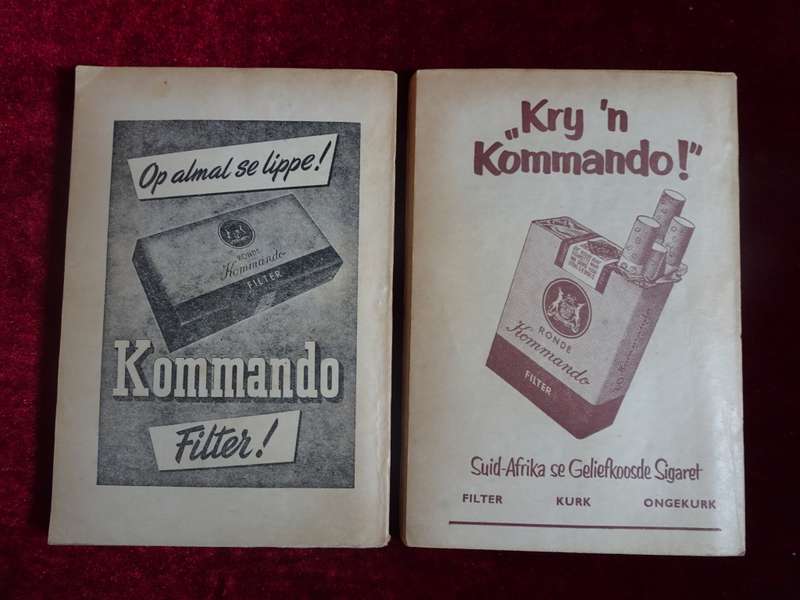 Op almal se lippe!
RONDE
Kommando
FILTER
Kommando
Filter!
„Kry 'n
Kommando!”
RONDE
Kommando
FILTER
Kommando
Suid-Afrika se Geliefkoosde Sigaret
FILTER KURK ONGEKURK